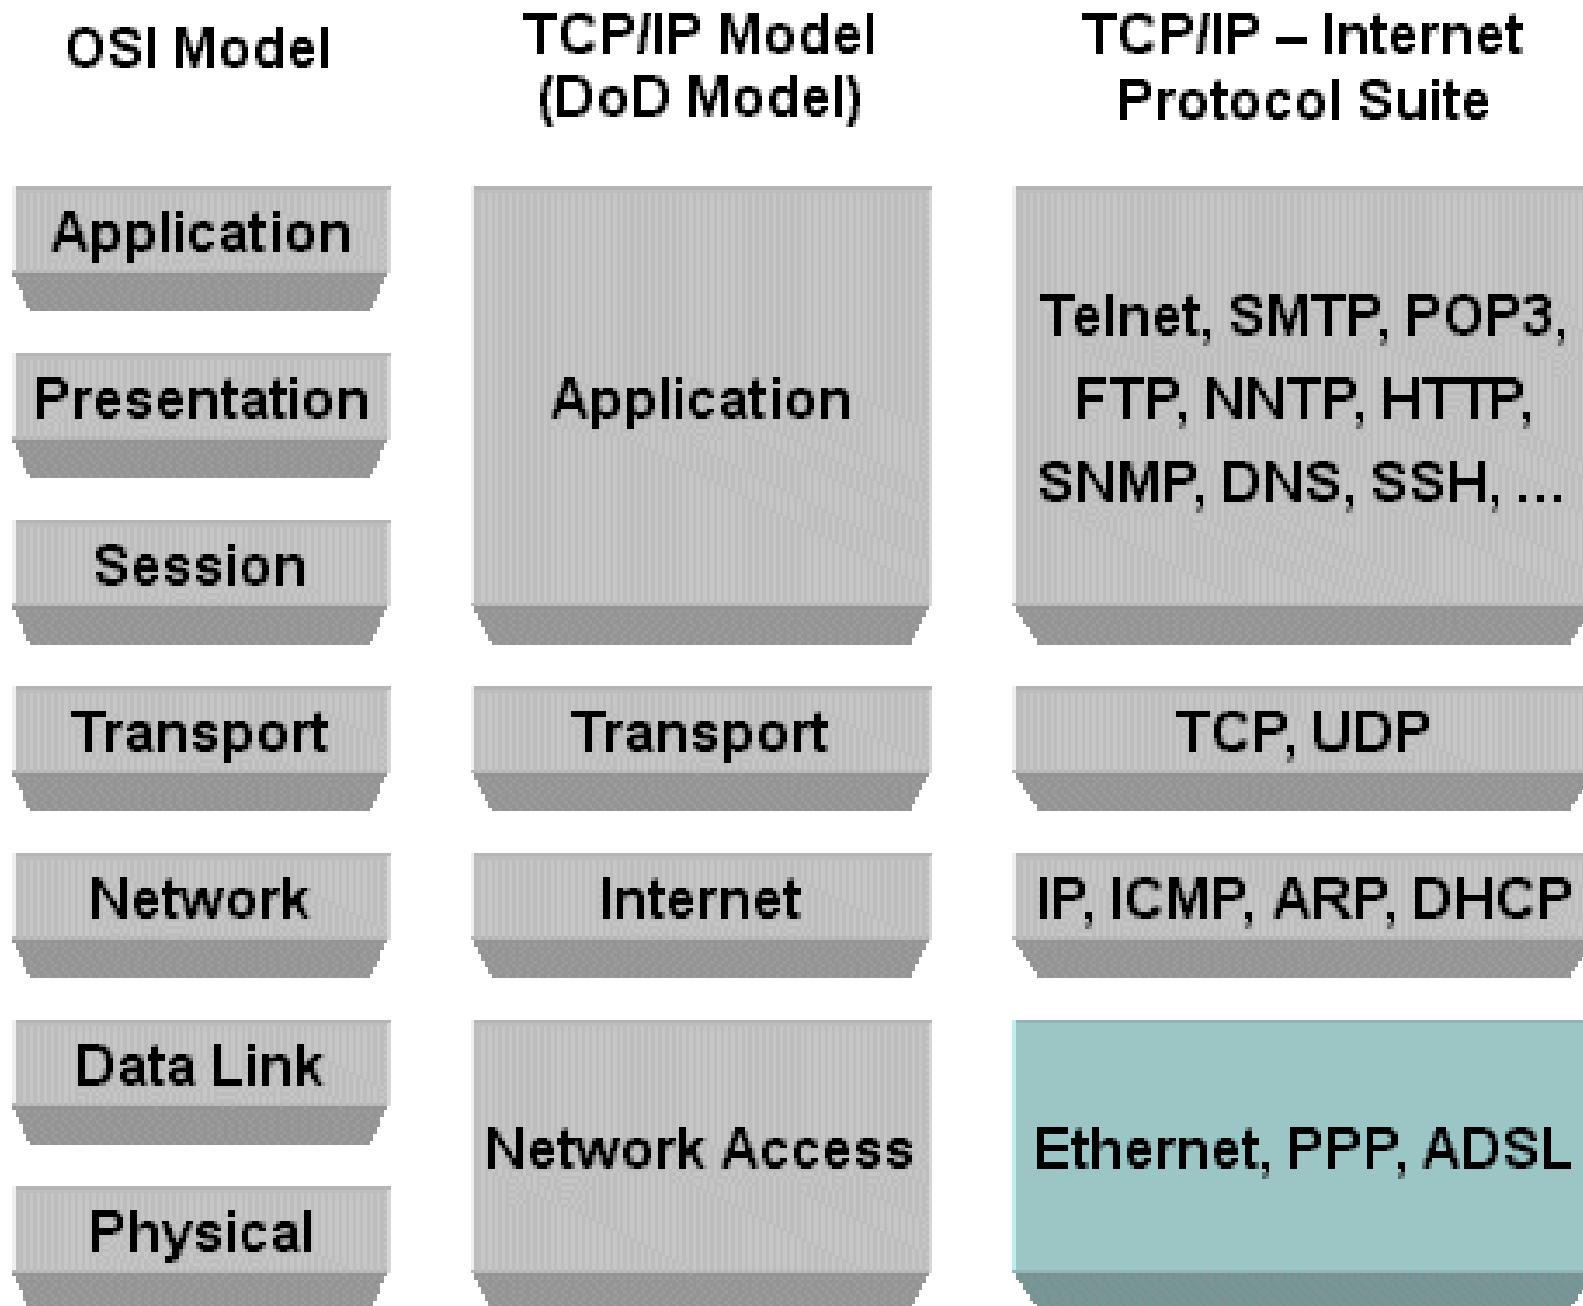 OSI Model
TCP/IP Model
(DoD Model)
TCP/IP – Internet
Protocol Suite
Application
Presentation
Session
Transport
Network
Data Link
Physical
Application
Transport
Internet
Network Access
Telnet, SMTP, POP3,
FTP, NNTP, HTTP,
SNMP, DNS, SSH, ...
TCP, UDP
IP, ICMP, ARP, DHCP
Ethernet, PPP, ADSL